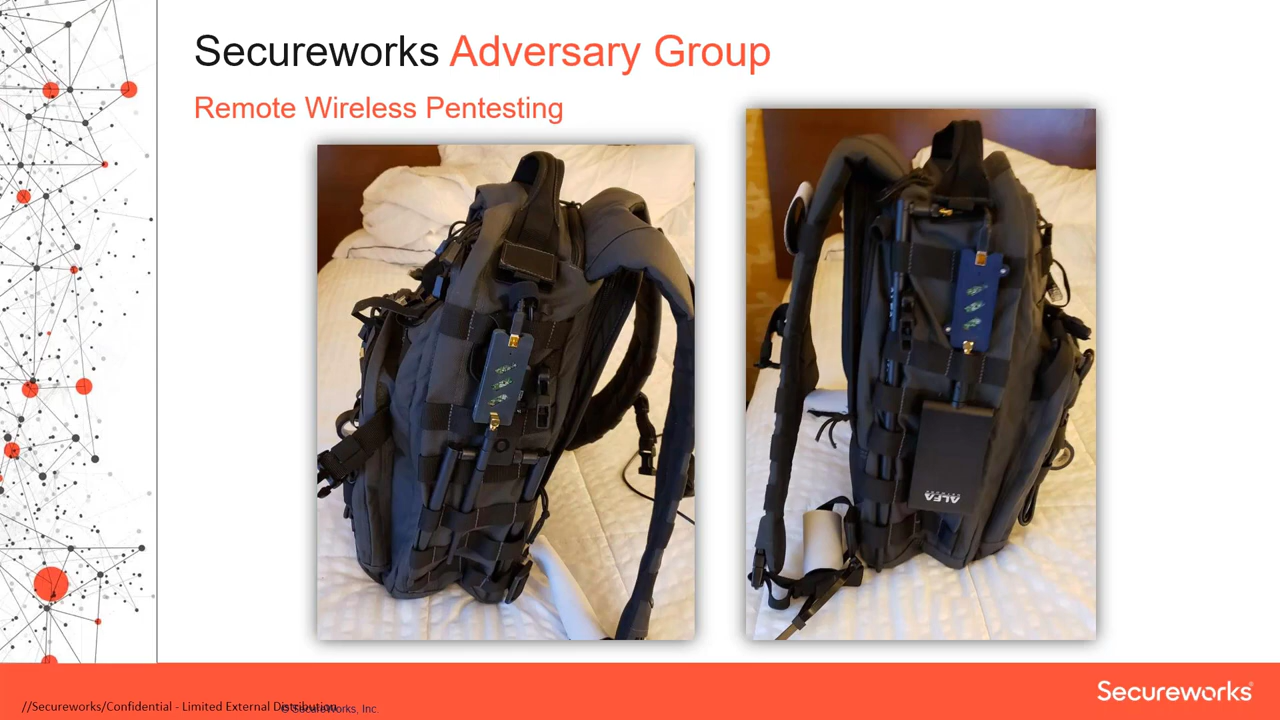 Secureworks Adversary Group
Remote Wireless Pentesting
ALFA
//Secureworks/Confidential - Limited External Distribution
© SecureWorks, Inc.
Secureworks